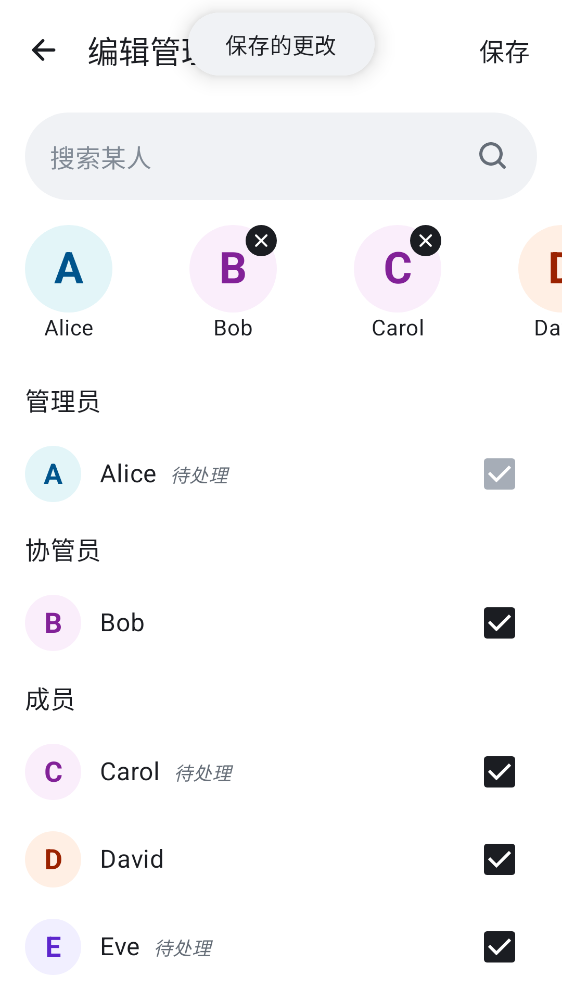 编辑管理
保存的更改
保存
搜索某人
A
B
C
D
Alice
Bob
Carol
Da
管理员
A
Alice 待处理
协管员
B
Bob
成员
C
Carol 待处理
D
David
E
Eve 待处理